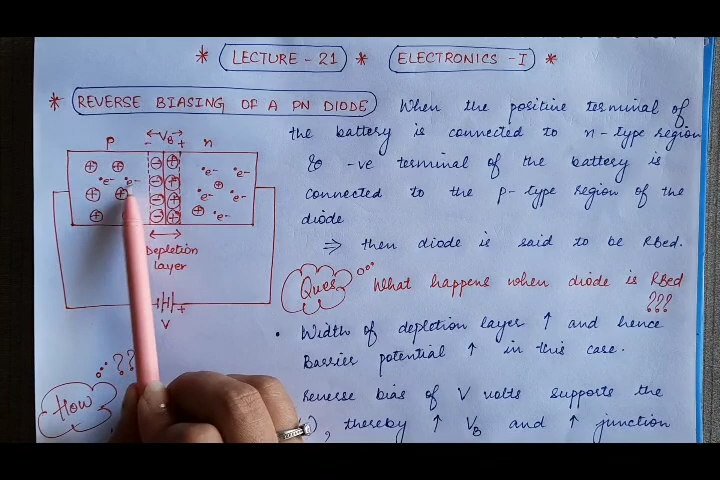 * LECTURE - 21 * ELECTRONICS - I *
* REVERSE BIASING OF A PN DIODE When the positive terminal of
the battery is connected to n-type region
& -ve terminal of the battery is
connected to the p-type region of the
diode
⇒ then diode is said to be RBed.
Ques What happens when diode is RBed
???
• Width of depletion layer ↑ and hence
Barrier potential ↑ in this case.
Reverse bias of V volts supports the
), thereby ↑ VB and ↑ junction
← VB →
P - + n
+ + - + e- e-
e- e- - + +
+ + - + e- e-
+ - + + e-
Depletion
layer
- +
V
??
How